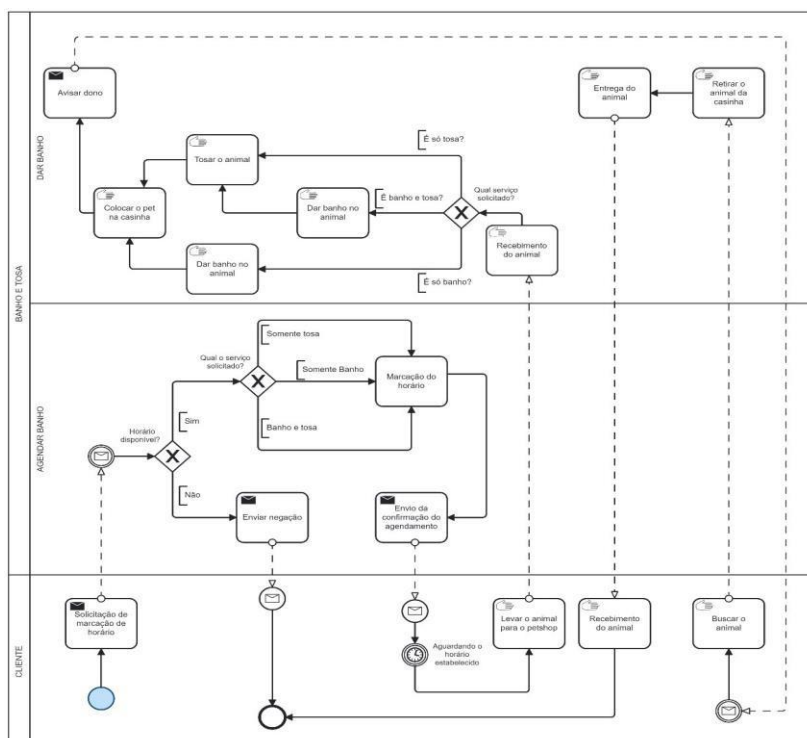 BANHO E TOSA
DAR BANHO
Avisar dono
Entrega do
animal
Retirar o
animal da
casinha
É só tosa?
Tosar o animal
Qual serviço
solicitado?
É banho e tosa?
Colocar o pet
na casinha
Dar banho no
animal
Recebimento
do animal
Dar banho no
animal
É só banho?
AGENDAR BANHO
Somente tosa
Qual o serviço
solicitado?
Somente Banho
Marcação do
horário
Horário
disponível?
Sim
Banho e tosa
Não
Enviar negação
Envio da
confirmação do
agendamento
CLIENTE
Solicitação de
marcação de
horário
Aguardando o
horário
estabelecido
Levar o animal
para o petshop
Recebimento
do animal
Buscar o
animal